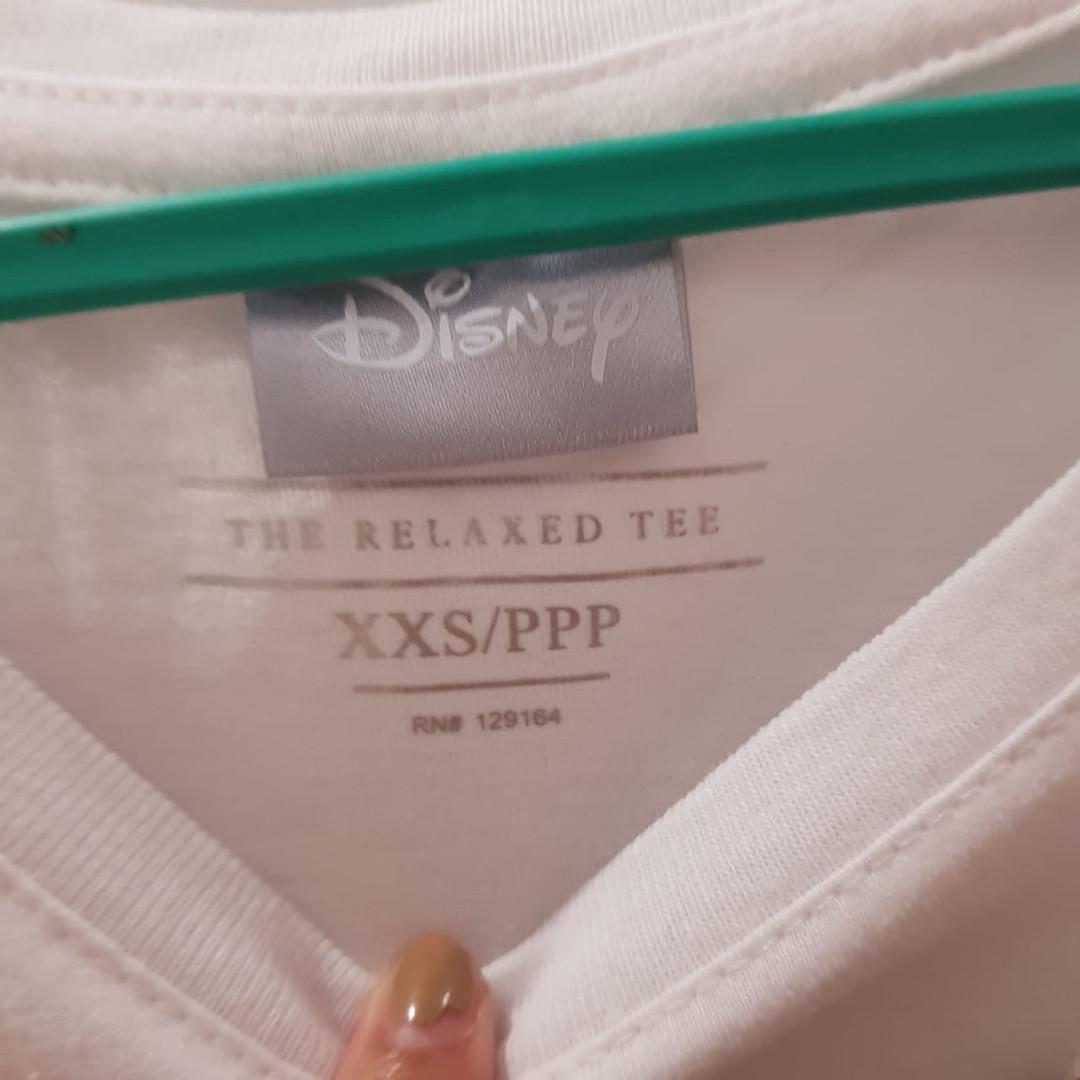 Disney
THE RELAXED TEE
XXS/PPP
RN# 129164